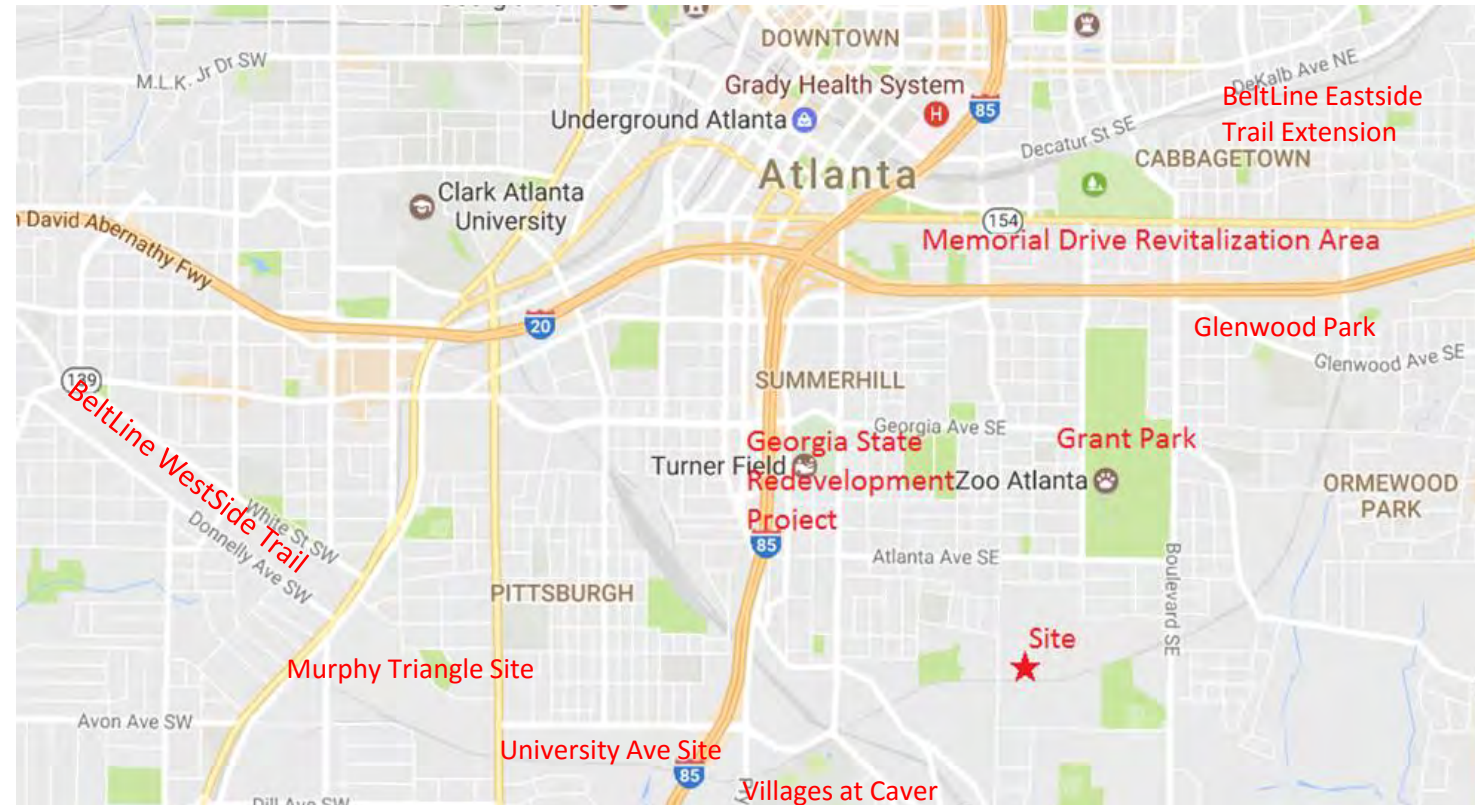 DOWNTOWN
M.L.K. Jr Dr SW
Grady Health System
H
85
DeKalb Ave NE
BeltLine Eastside
Trail Extension
Underground Atlanta
Decatur St SE
CABBAGETOWN
Atlanta
Clark Atlanta
University
154
David Abernathy Fwy
Memorial Drive Revitalization Area
20
Glenwood Park
Glenwood Ave SE
139
SUMMERHILL
BeltLine WestSide Trail
Georgia Ave SE
Georgia State
Redevelopment
Project
Grant Park
Turner Field
Zoo Atlanta
ORMEWOOD
PARK
White St SW
Donnelly Ave SW
85
Atlanta Ave SE
Boulevard SE
PITTSBURGH
Site
Murphy Triangle Site
Avon Ave SW
University Ave Site
85
Villages at Caver
Dill Ave SW